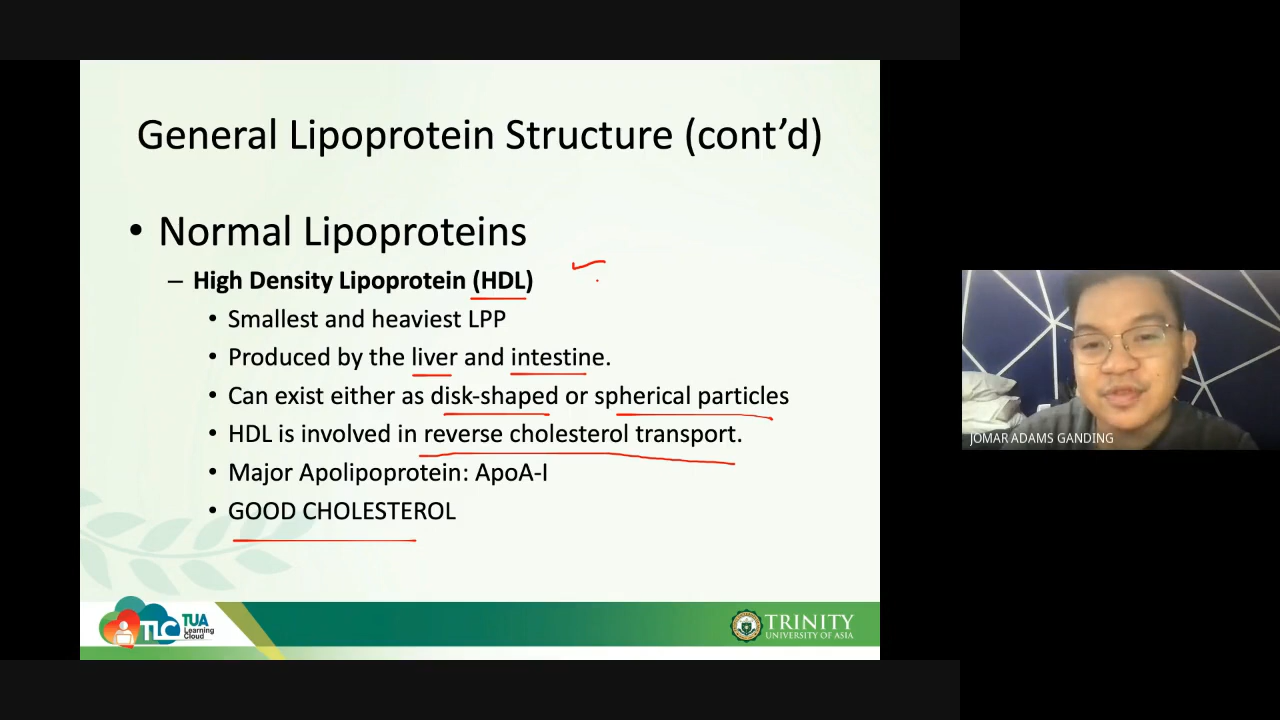 General Lipoprotein Structure (cont’d)
• Normal Lipoproteins
– High Density Lipoprotein (HDL)
• Smallest and heaviest LPP
• Produced by the liver and intestine.
• Can exist either as disk-shaped or spherical particles
• HDL is involved in reverse cholesterol transport.
• Major Apolipoprotein: ApoA-I
• GOOD CHOLESTEROL
JOMAR ADAMS GANDING
TLC
TUA
Learning
Cloud
TRINITY
UNIVERSITY OF ASIA